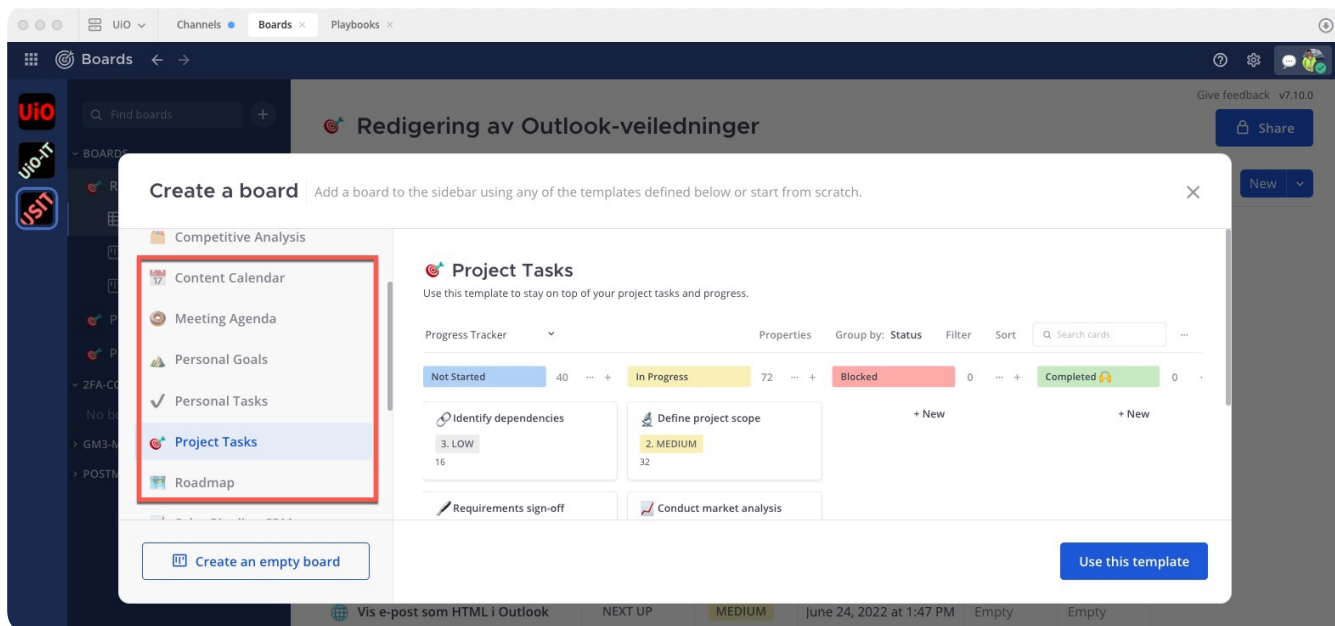 UiO
Channels
Boards
Playbooks
Boards
Give feedback v7.10.0
UiO
Find boards
Redigering av Outlook-veiledninger
Share
UiO-IT
BOARDS
Create a board
Add a board to the sidebar using any of the templates defined below or start from scratch.
New
USIT
R
Competitive Analysis
Content Calendar
Meeting Agenda
Personal Goals
Personal Tasks
Project Tasks
Roadmap
P
P
2FA-CO
No bo
GM3-M
POSTM
Project Tasks
Use this template to stay on top of your project tasks and progress.
Progress Tracker Properties Group by: Status Filter Sort Search cards
Not Started 40 In Progress 72 Blocked 0 Completed 0
Identify dependencies Define project scope + New + New
3. LOW 2. MEDIUM
16 32
Requirements sign-off Conduct market analysis
Create an empty board
Use this template
Vis e-post som HTML i Outlook NEXT UP MEDIUM June 24, 2022 at 1:47 PM Empty Empty